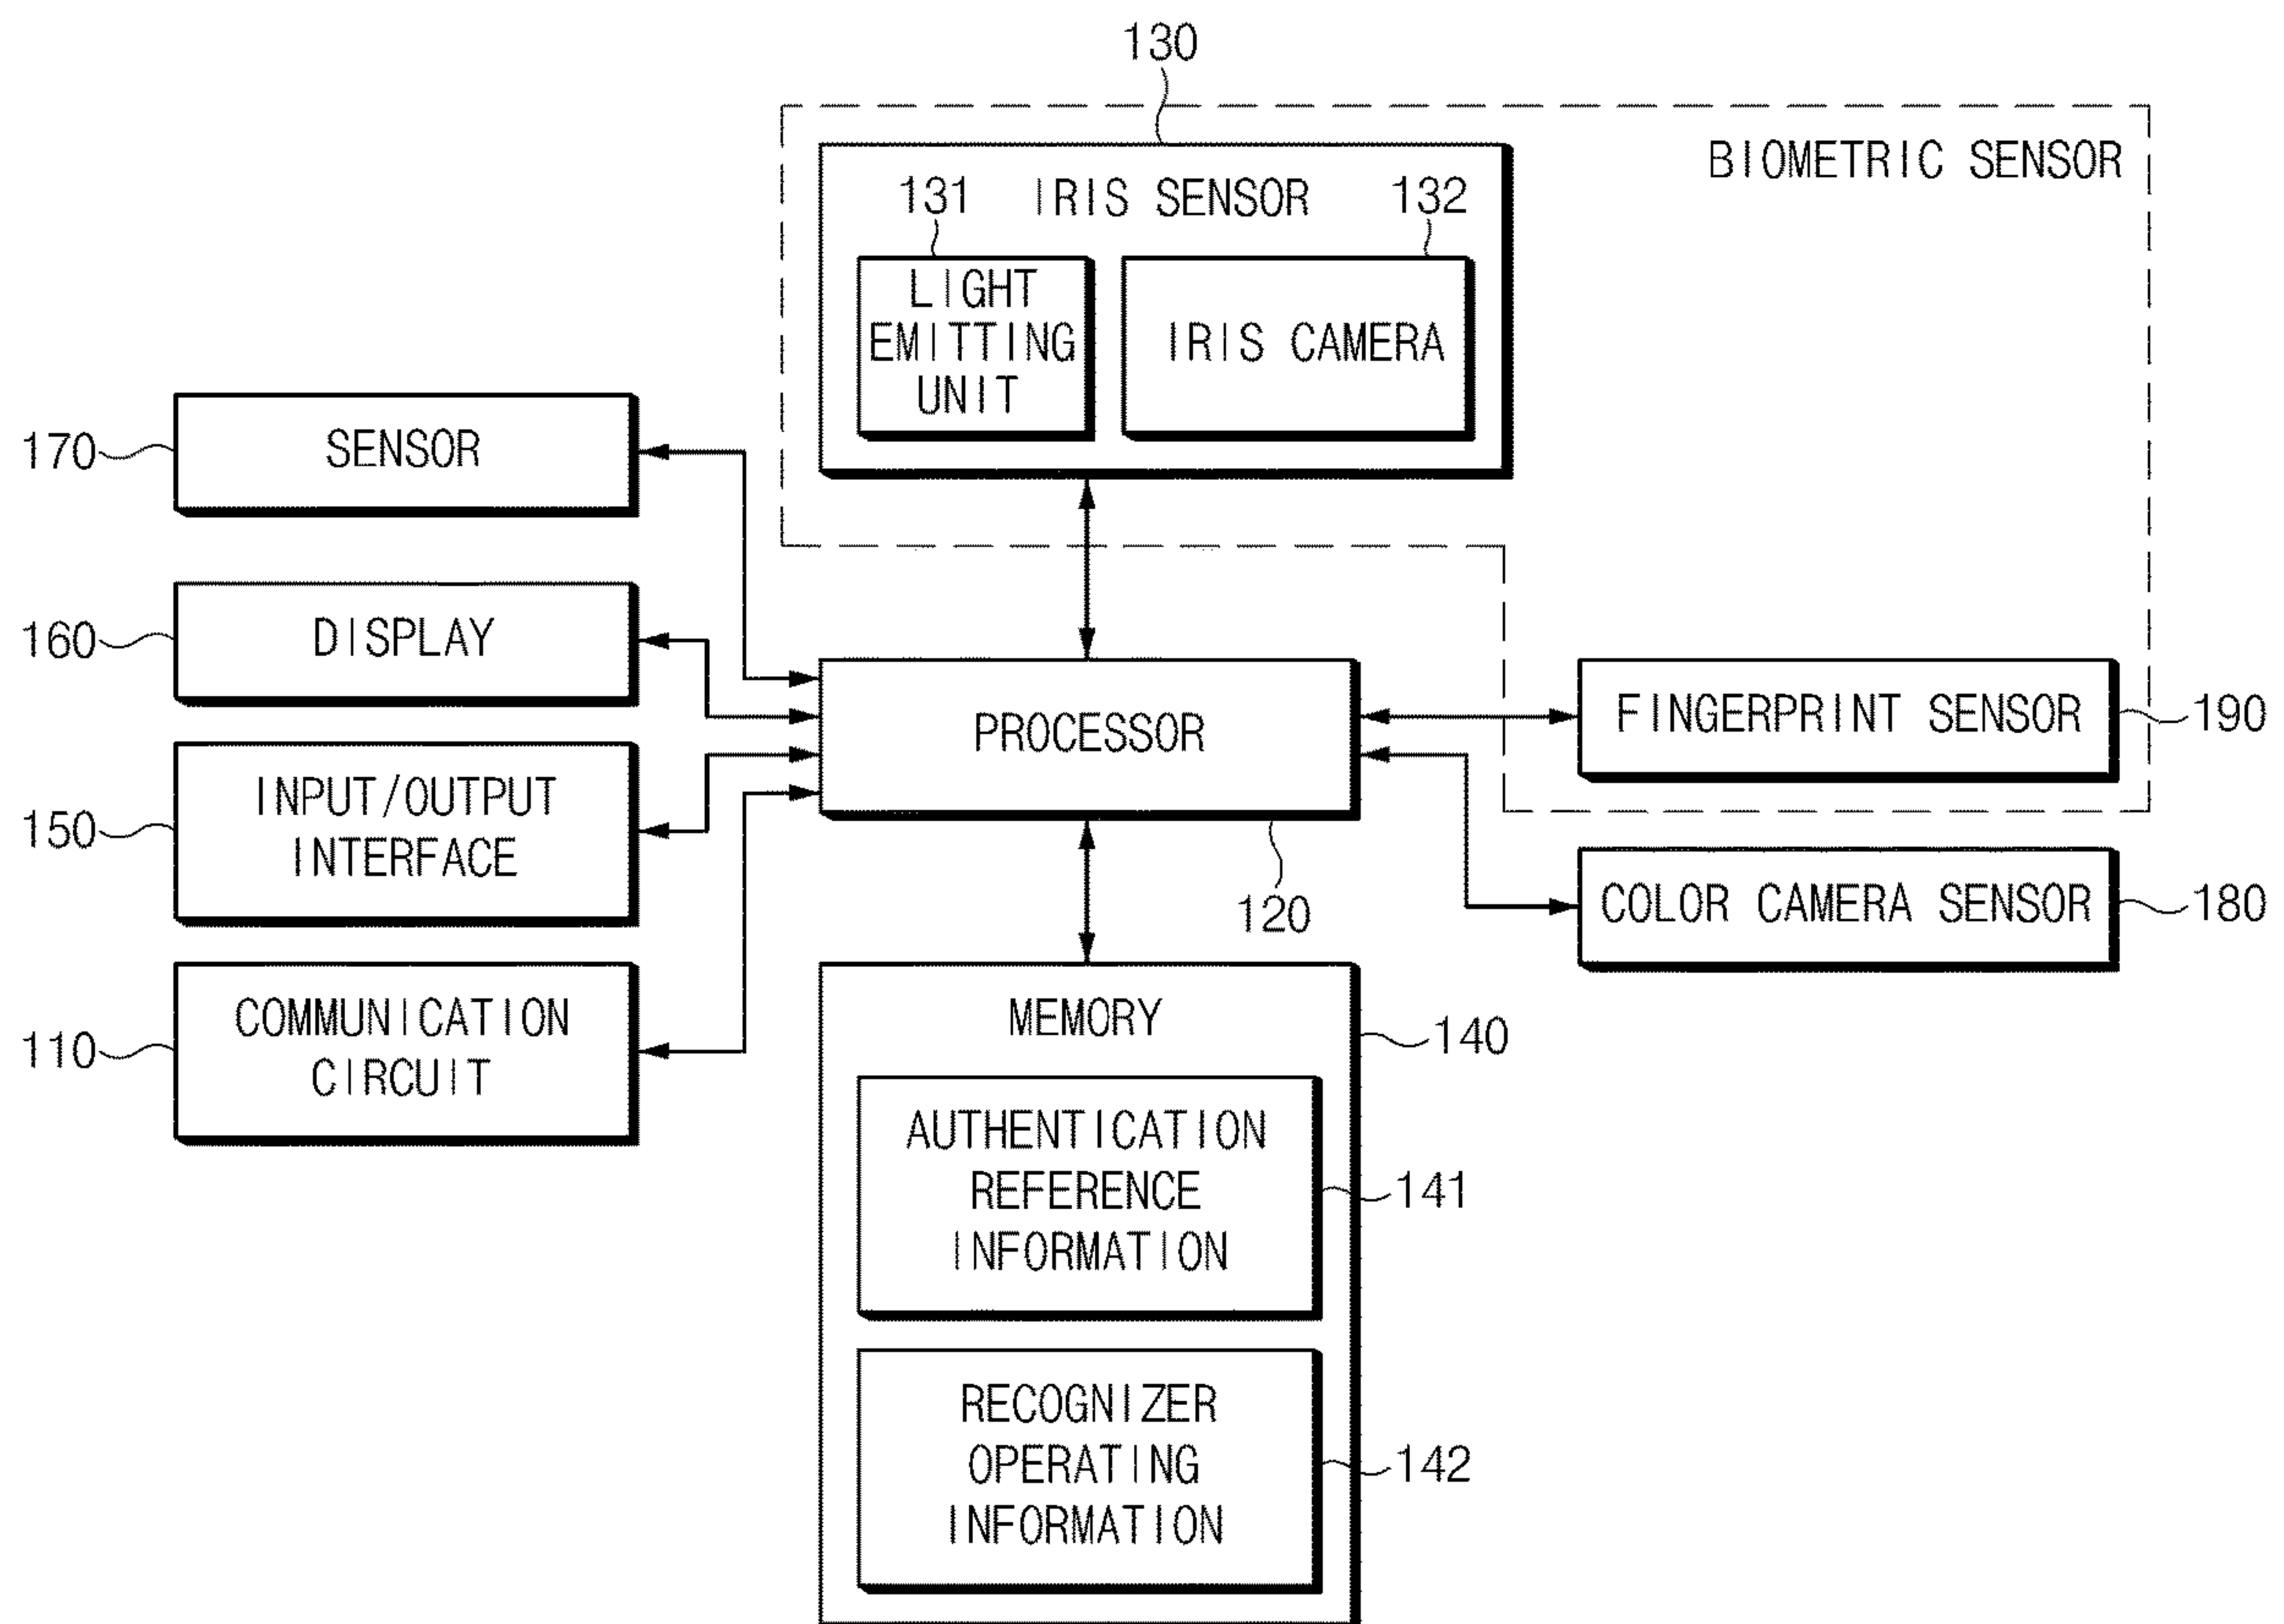 130
BIOMETRIC SENSOR
131 IRIS SENSOR 132
LIGHT
EMITTING
UNIT
IRIS CAMERA
170 SENSOR
160 DISPLAY
150 INPUT/OUTPUT
INTERFACE
110 COMMUNICATION
CIRCUIT
PROCESSOR
120
FINGERPRINT SENSOR 190
COLOR CAMERA SENSOR 180
MEMORY
140
AUTHENTICATION
REFERENCE
INFORMATION
141
RECOGNIZER
OPERATING
INFORMATION
142